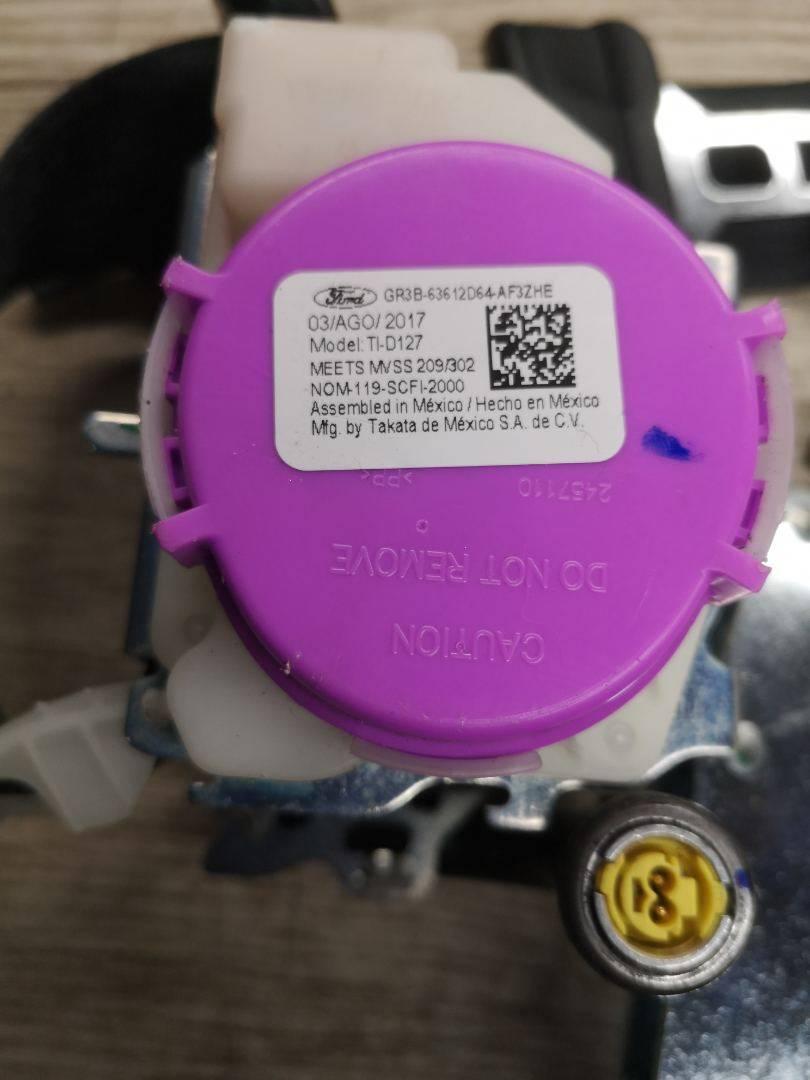 Ford GR3B-63612D64-AF3ZHE
03/AGO/2017
Model: TI-D127
MEETS MVSS 209/302
NOM-119-SCFI-2000
Assembled in México / Hecho en México
Mfg. by Takata de México S.A. de C.V.
2457110 >PP<
DO NOT REMOVE
CAUTION